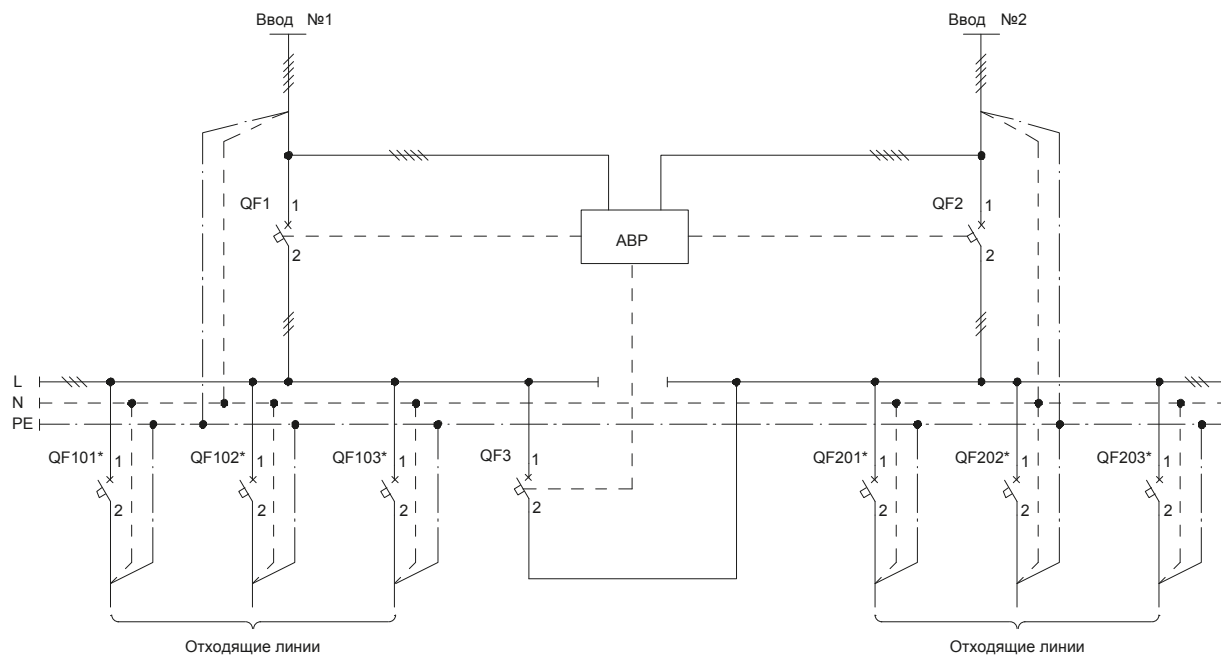 Ввод №1
Ввод №2
QF1
1
2
АВР
QF2
1
2
L
N
PE
QF101*
1
2
QF102*
1
2
QF103*
1
2
QF3
1
2
QF201*
1
2
QF202*
1
2
QF203*
1
2
Отходящие линии
Отходящие линии